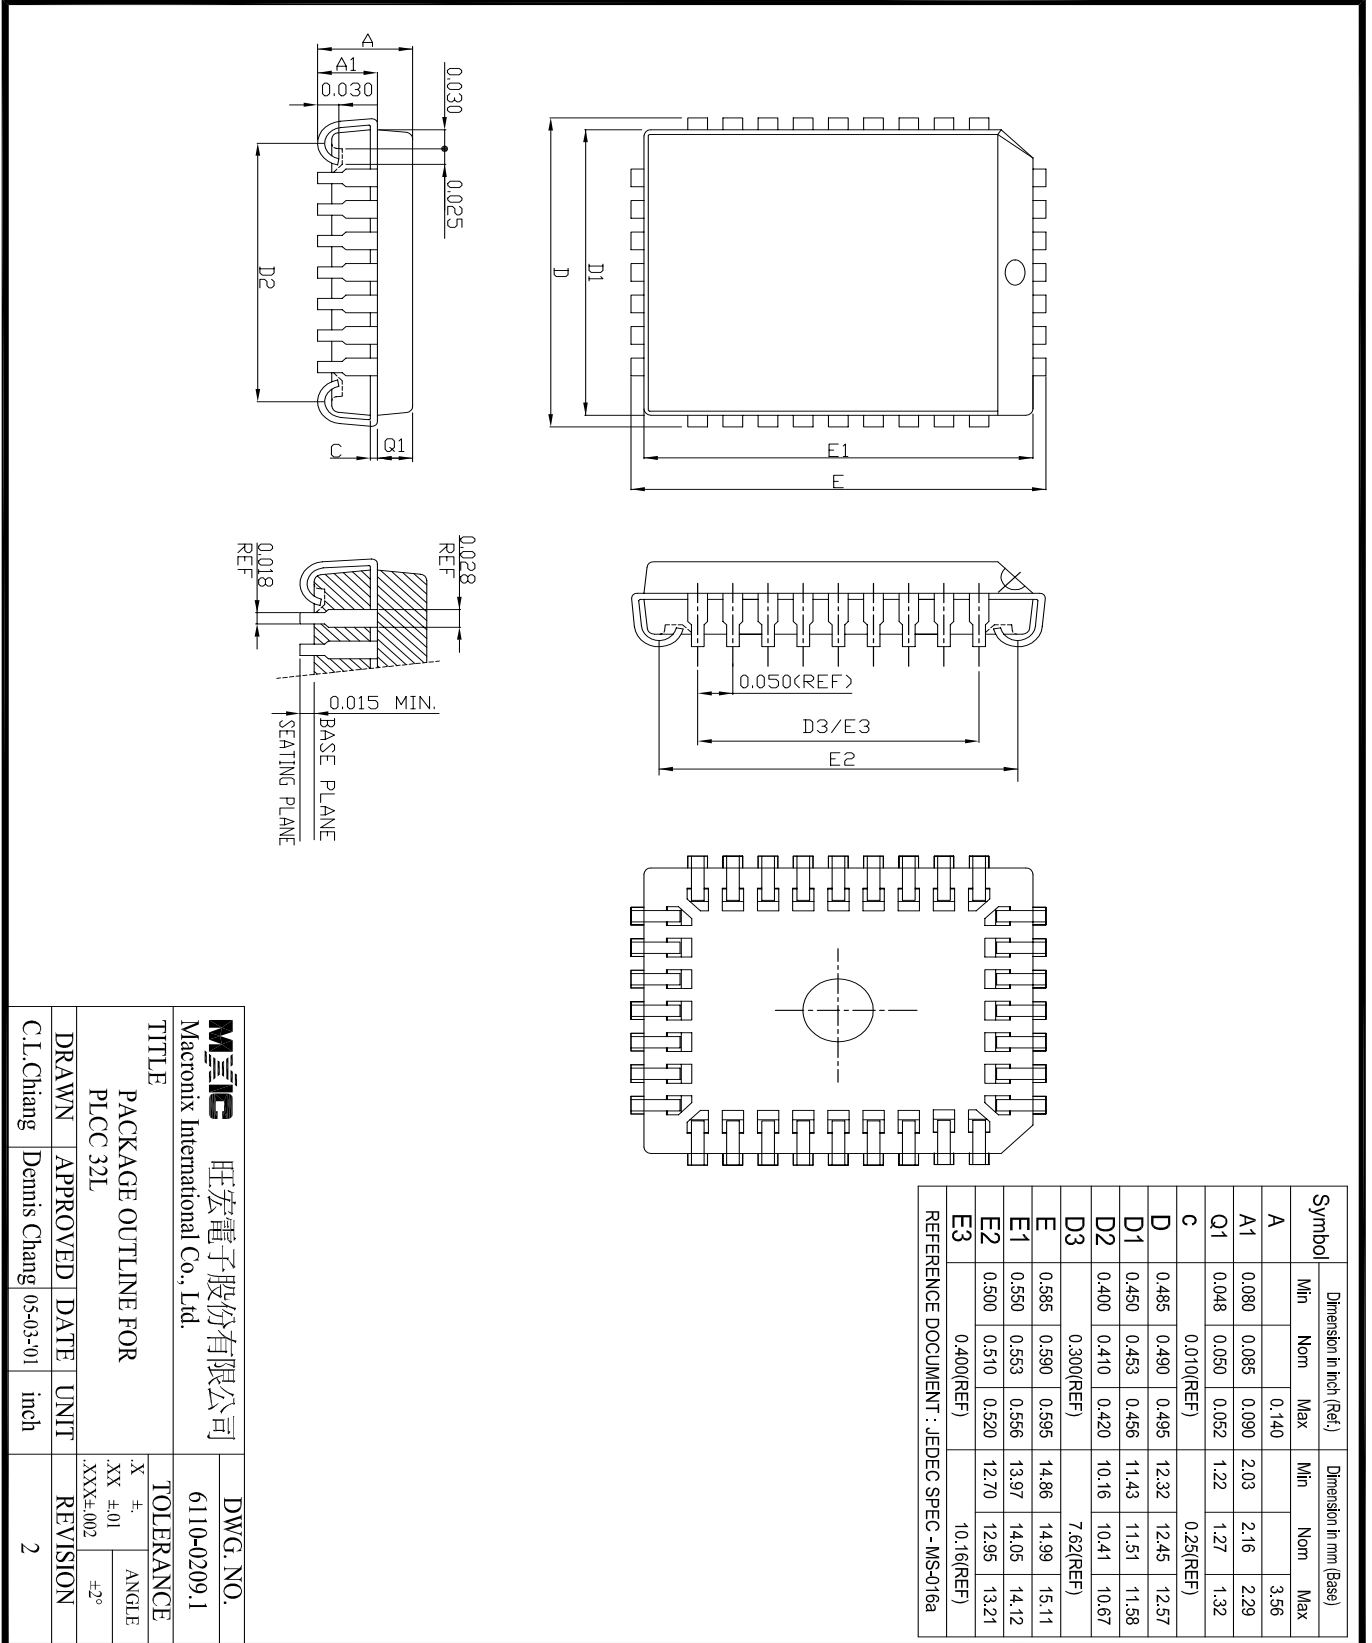 A
A1
0.030
0.030
0.025
D2
C
Q1
D
D1
E1
E
0.018
REF
0.028
REF
0.015 MIN.
BASE PLANE
SEATING PLANE
0.050(REF)
D3/E3
E2
Symbol Dimension in inch (Ref.) Dimension in mm (Base)
Min Nom Max Min Nom Max
A 0.140 3.56
A1 0.080 0.085 0.090 2.03 2.16 2.29
Q1 0.048 0.050 0.052 1.22 1.27 1.32
C 0.010(REF) 0.25(REF)
D 0.485 0.490 0.495 12.32 12.45 12.57
D1 0.450 0.453 0.456 11.43 11.51 11.58
D2 0.400 0.410 0.420 10.16 10.41 10.67
D3 0.300(REF) 7.62(REF)
E 0.585 0.590 0.595 14.86 14.99 15.11
E1 0.550 0.553 0.556 13.97 14.05 14.12
E2 0.500 0.510 0.520 12.70 12.95 13.21
E3 0.400(REF) 10.16(REF)
REFERENCE DOCUMENT : JEDEC SPEC - MS-016a
MXIC 旺宏電子股份有限公司
Macronix International Co., Ltd.
DWG. NO.
6110-0209.1
TITLE
PACKAGE OUTLINE FOR
PLCC 32L
TOLERANCE
.X ±.
.XX ±.01
.XXX±.002
ANGLE
±2°
DRAWN APPROVED DATE UNIT REVISION
C.L.Chiang Dennis Chang 05-03-'01 inch 2